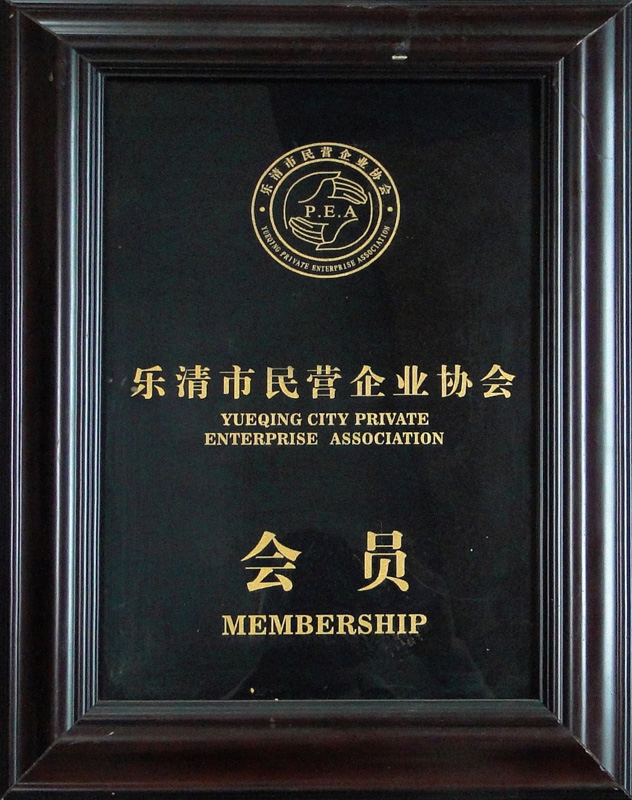 乐清市民营企业协会
P.E.A
YUEQING PRIVATE ENTERPRISE ASSOCIATION
乐清市民营企业协会
YUEQING CITY PRIVATE
ENTERPRISE ASSOCIATION
会员
MEMBERSHIP